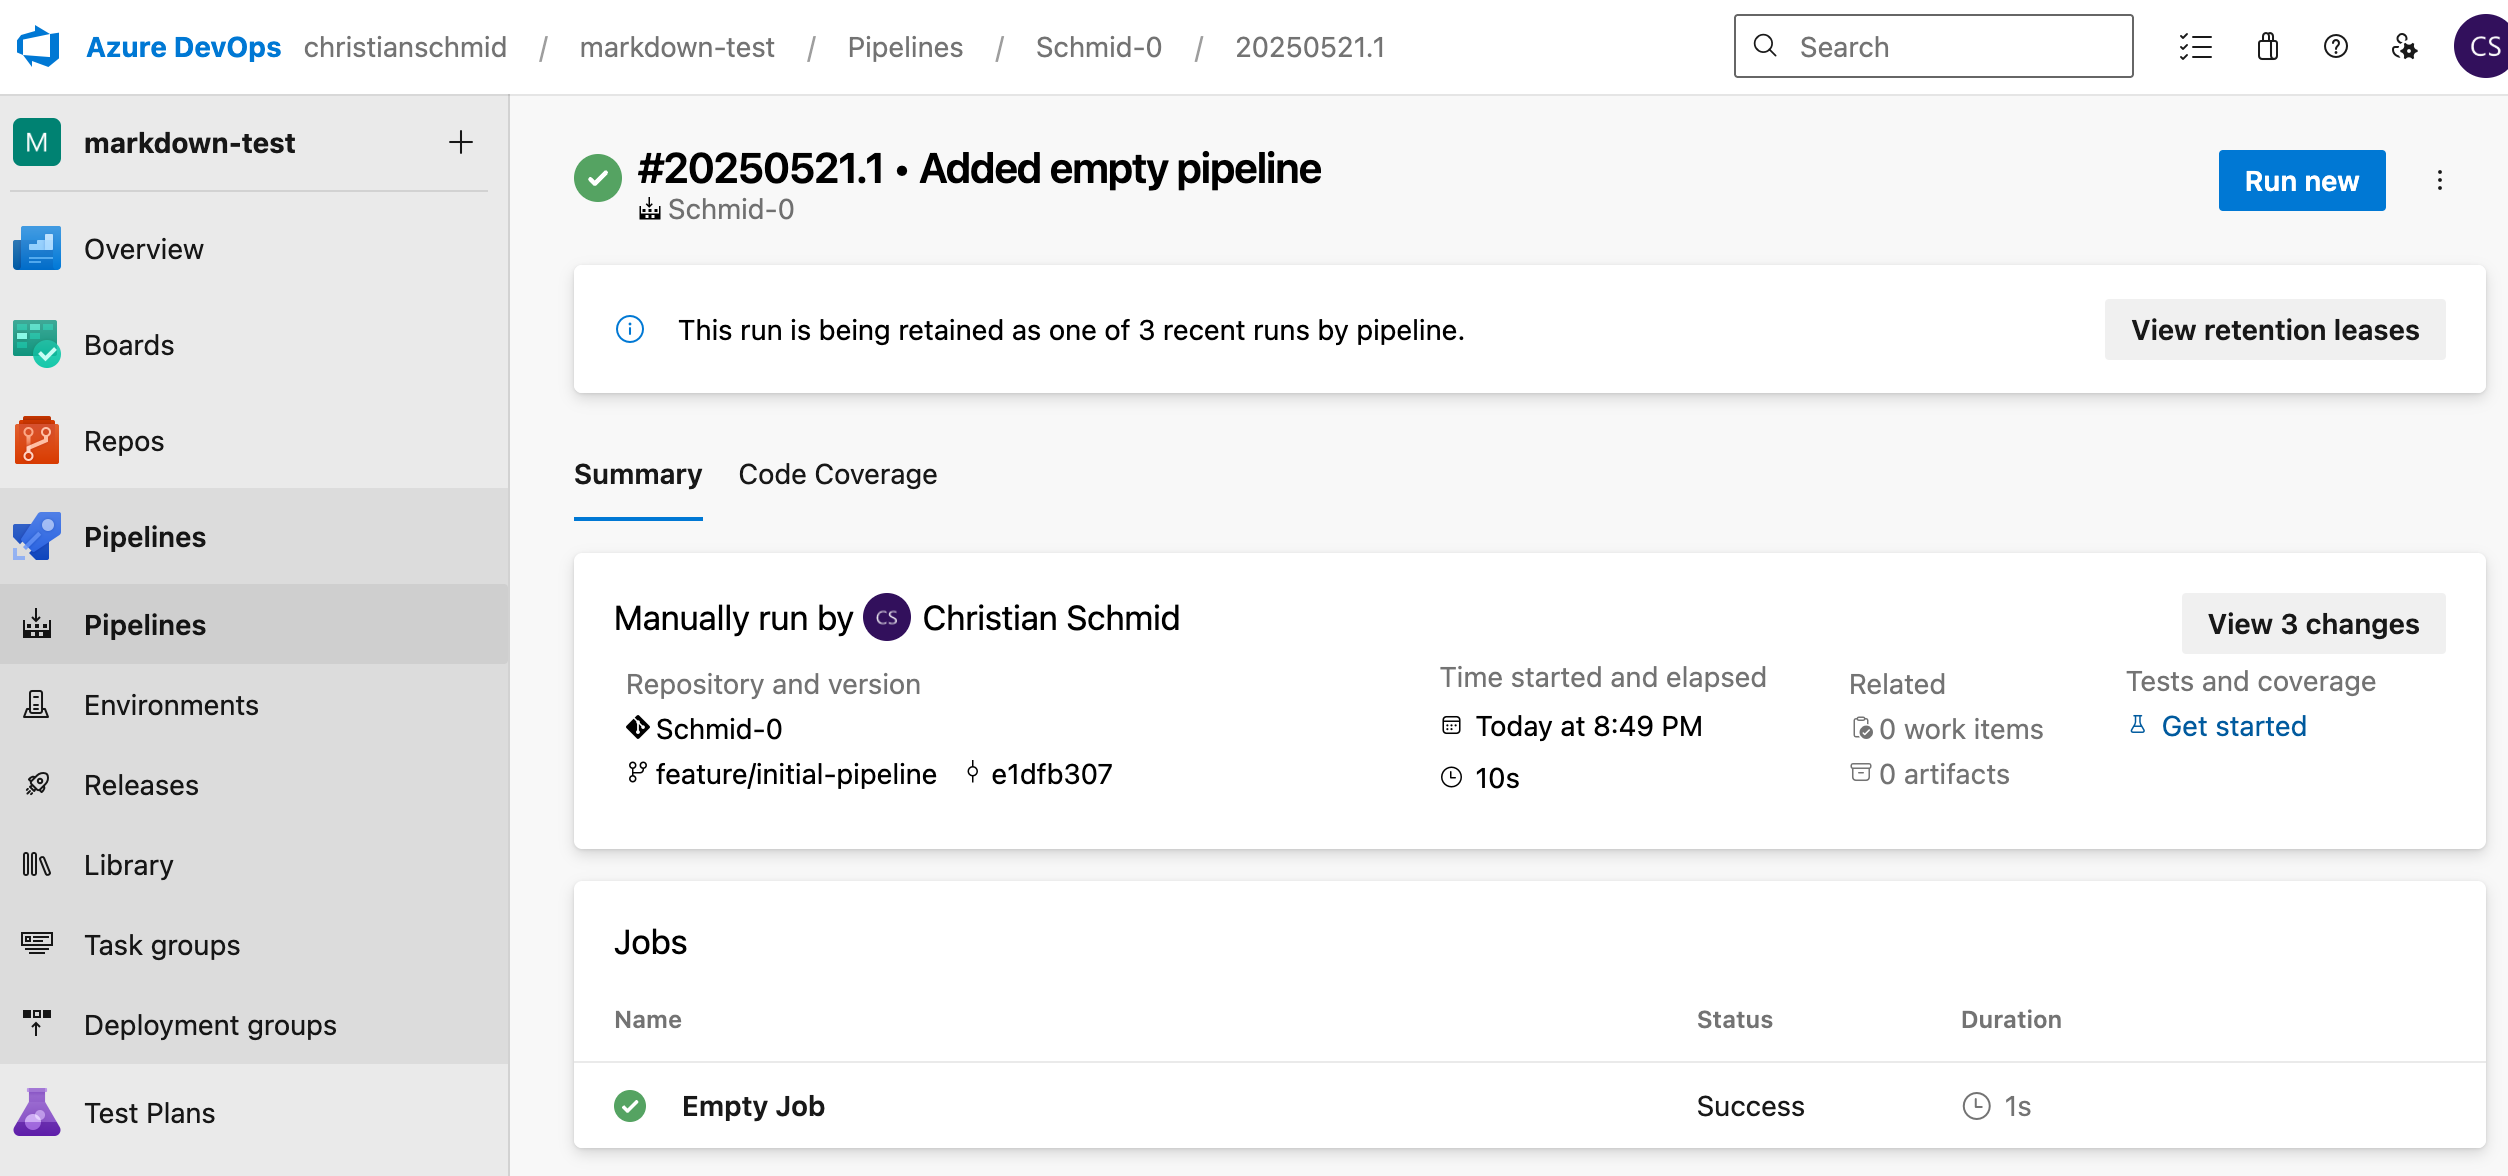 Azure DevOps christianschmid / markdown-test / Pipelines / Schmid-0 / 20250521.1
Search
CS
M markdown-test
Overview
Boards
Repos
Pipelines
Pipelines
Environments
Releases
Library
Task groups
Deployment groups
Test Plans
#20250521.1 • Added empty pipeline
Schmid-0
Run new
This run is being retained as one of 3 recent runs by pipeline.
View retention leases
Summary Code Coverage
Manually run by CS Christian Schmid
View 3 changes
Repository and version
Schmid-0
feature/initial-pipeline e1dfb307
Time started and elapsed
Today at 8:49 PM
10s
Related
0 work items
0 artifacts
Tests and coverage
Get started
Jobs
Name Status Duration
Empty Job Success 1s